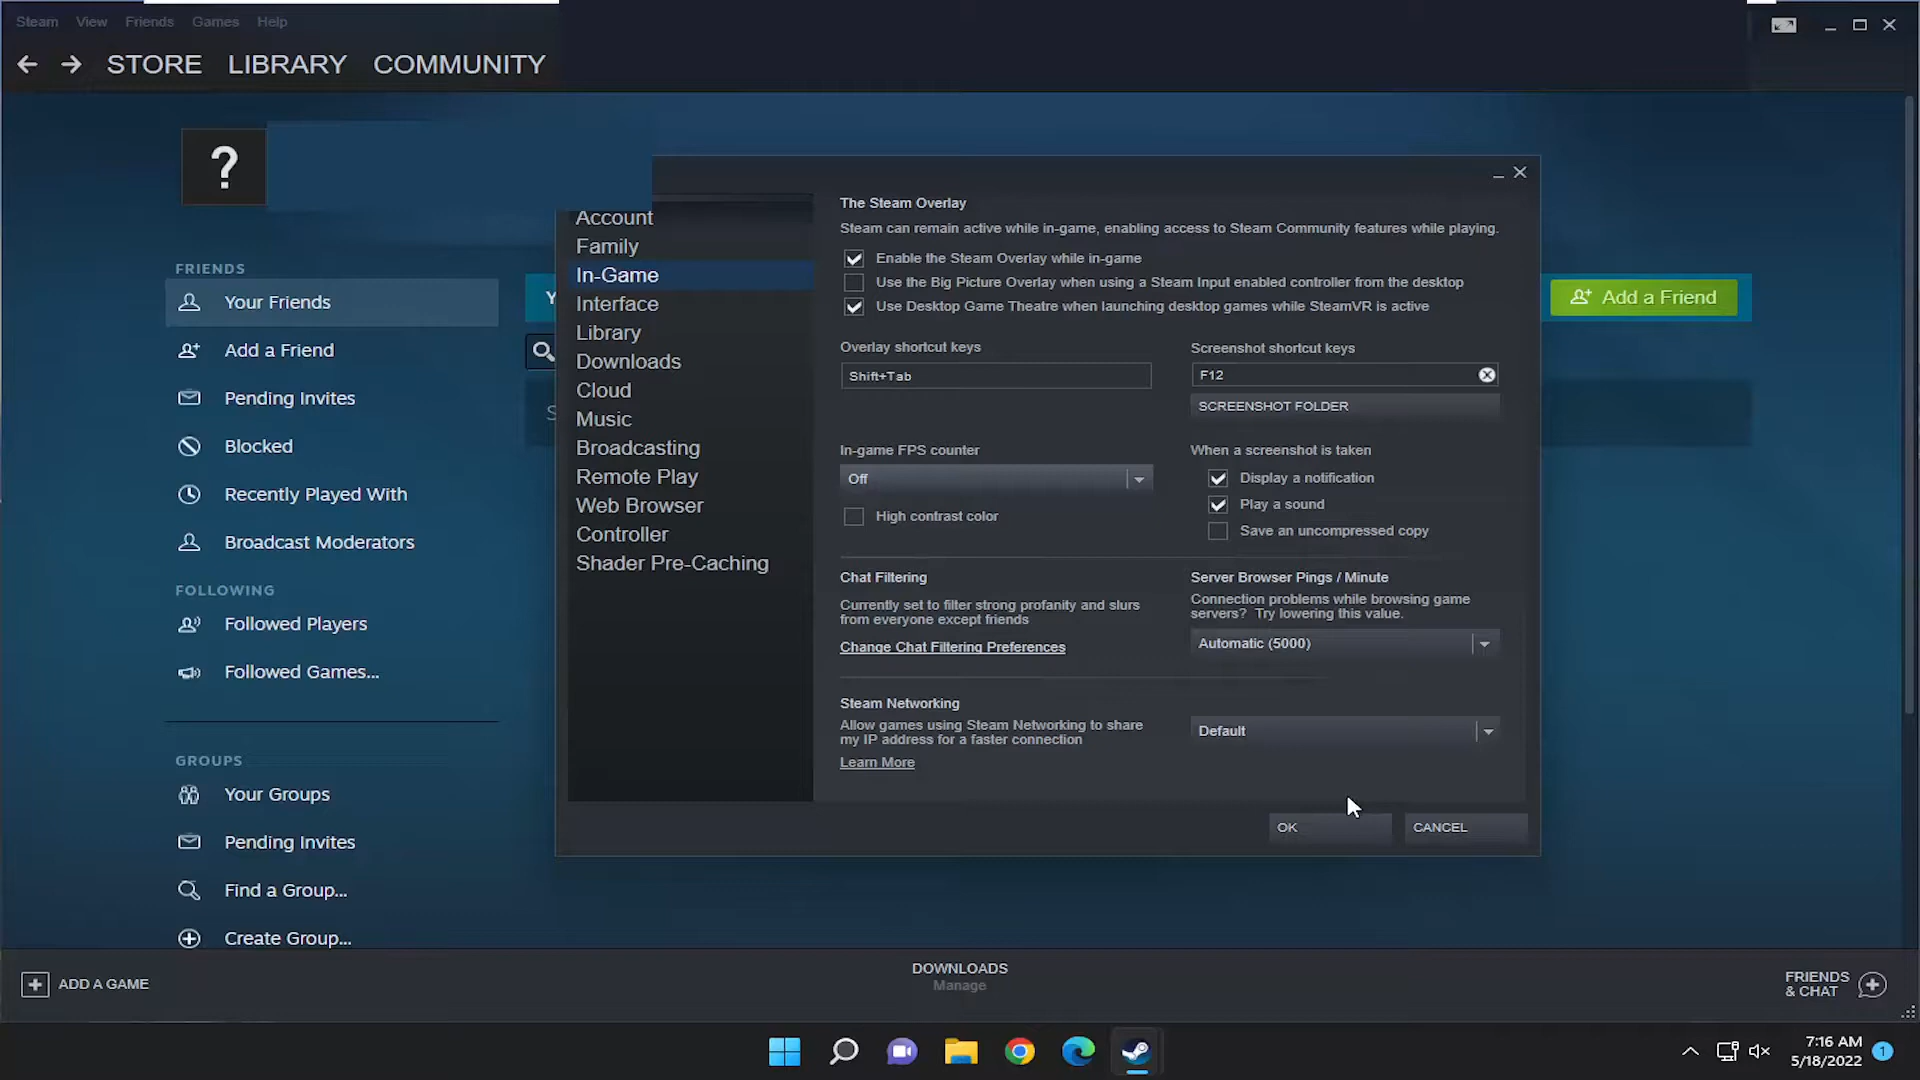 Steam View Friends Games Help
STORE LIBRARY COMMUNITY
?
FRIENDS
Your Friends
Add a Friend
Pending Invites
Blocked
Recently Played With
Broadcast Moderators
FOLLOWING
Followed Players
Followed Games...
GROUPS
Your Groups
Pending Invites
Find a Group...
Create Group...
Y
S
Add a Friend
Account
Family
In-Game
Interface
Library
Downloads
Cloud
Music
Broadcasting
Remote Play
Web Browser
Controller
Shader Pre-Caching
The Steam Overlay
Steam can remain active while in-game, enabling access to Steam Community features while playing.
Enable the Steam Overlay while in-game
Use the Big Picture Overlay when using a Steam Input enabled controller from the desktop
Use Desktop Game Theatre when launching desktop games while SteamVR is active
Overlay shortcut keys
Shift+Tab
Screenshot shortcut keys
F12
SCREENSHOT FOLDER
In-game FPS counter
Off
High contrast color
When a screenshot is taken
Display a notification
Play a sound
Save an uncompressed copy
Chat Filtering
Currently set to filter strong profanity and slurs
from everyone except friends
Change Chat Filtering Preferences
Server Browser Pings / Minute
Connection problems while browsing game
servers? Try lowering this value.
Automatic (5000)
Steam Networking
Allow games using Steam Networking to share
my IP address for a faster connection
Learn More
Default
OK
CANCEL
ADD A GAME
DOWNLOADS
Manage
FRIENDS
& CHAT
7:16 AM
5/18/2022
1